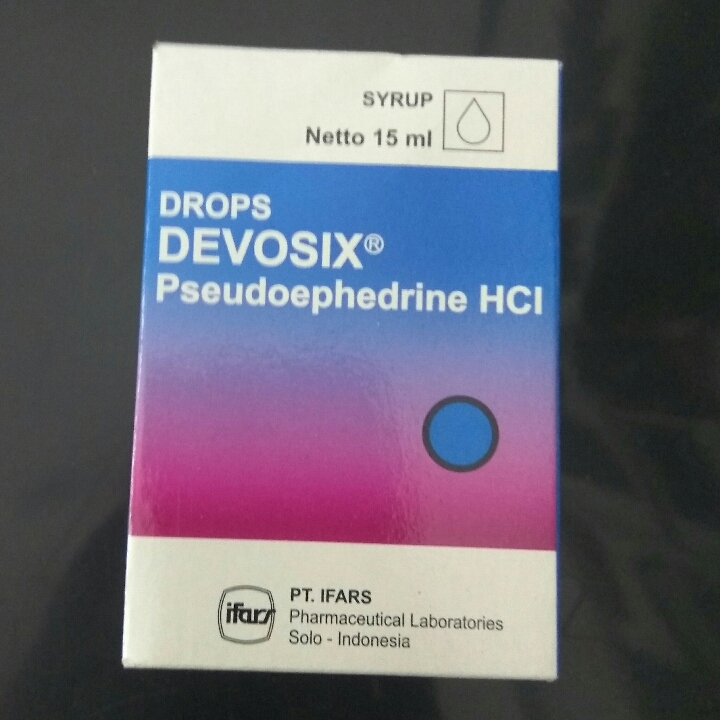 SYRUP
Netto 15 ml
DROPS
DEVOSIX®
Pseudoephedrine HCl
ifars
PT. IFARS
Pharmaceutical Laboratories
Solo - Indonesia